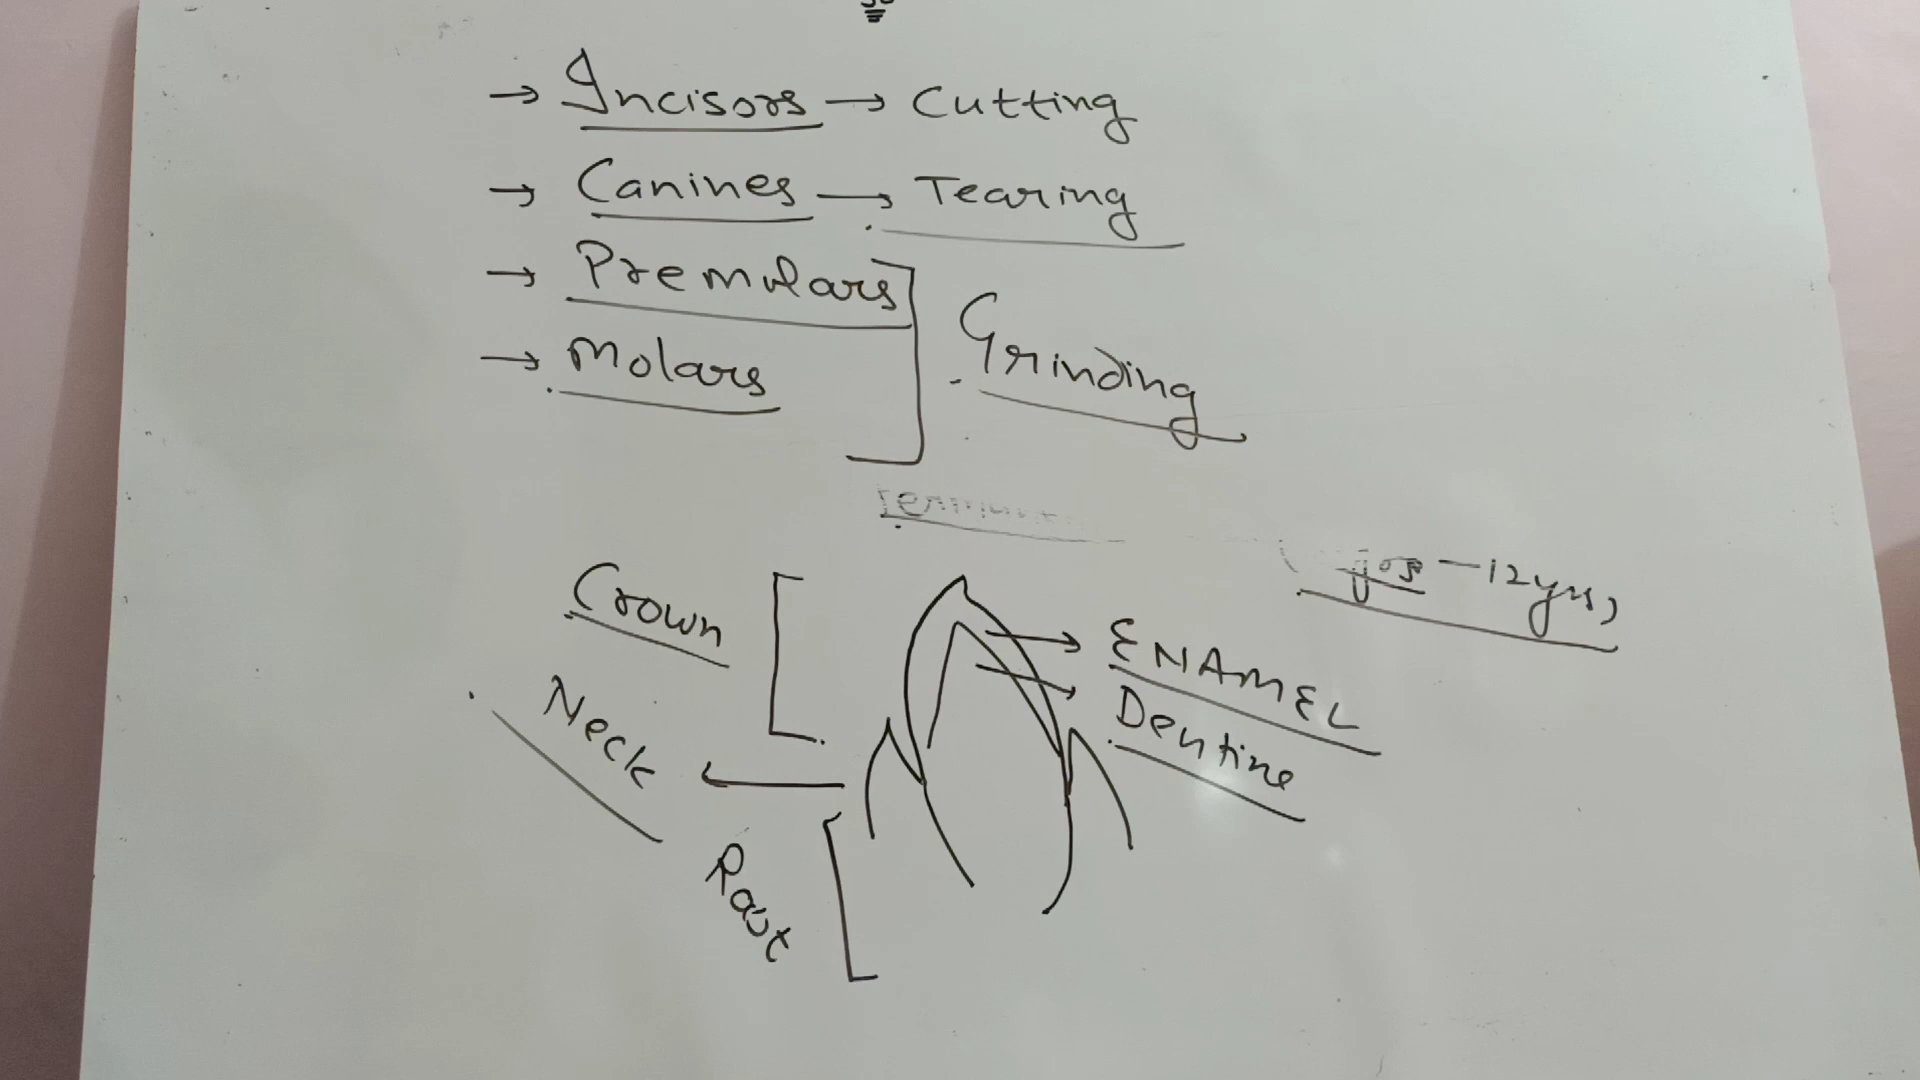 → Incisors → Cutting
→ Canines → Tearing
→ Premolars
→ Molars
Grinding
-12yrs)
Crown
ENAMEL
Dentine
Neck
Root